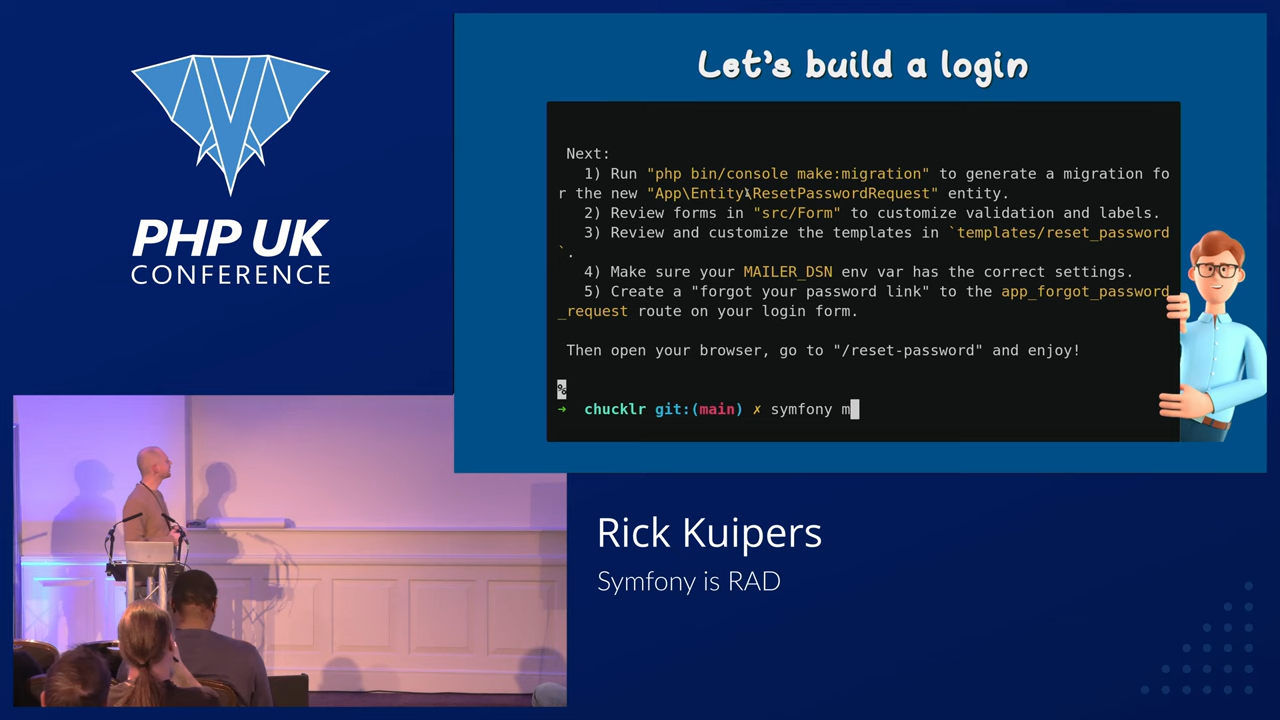 PHP UK
CONFERENCE
Let's build a login
Next:
1) Run "php bin/console make:migration" to generate a migration fo
r the new "App\Entity\ResetPasswordRequest" entity.
2) Review forms in "src/Form" to customize validation and labels.
3) Review and customize the templates in `templates/reset_password
`.
4) Make sure your MAILER_DSN env var has the correct settings.
5) Create a "forgot your password link" to the app_forgot_password
_request route on your login form.
Then open your browser, go to "/reset-password" and enjoy!
%
➜ chucklr git:(main) ✗ symfony m
Rick Kuipers
Symfony is RAD